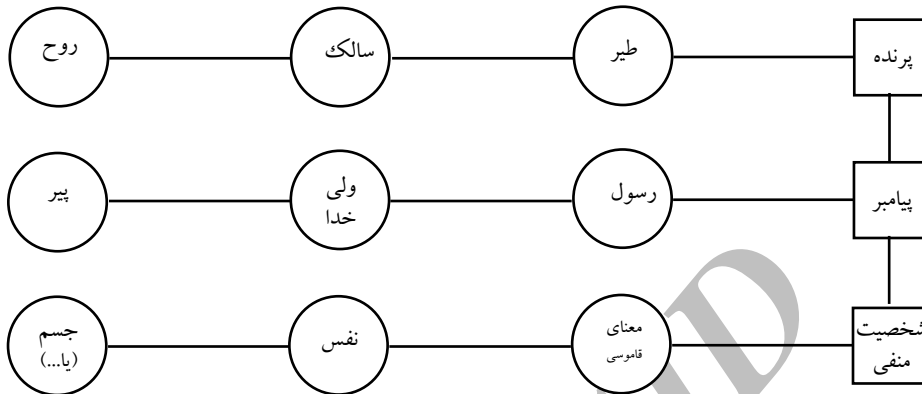 پرنده
طیر
سالک
روح
پیامبر
رسول
ولی
خدا
پیر
شخصیت
منفی
معنای
قاموسی
نفس
جسم
(یا...)